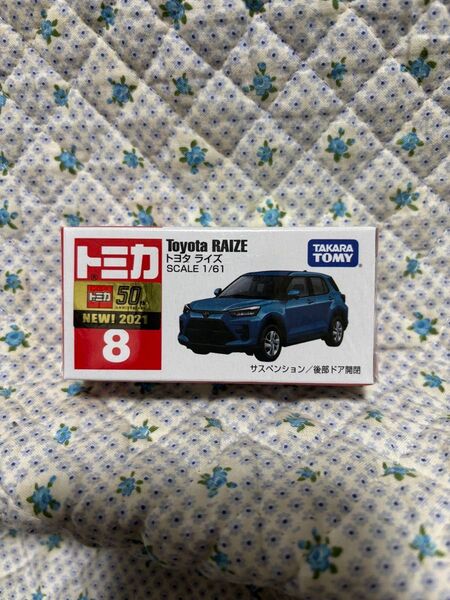 トミカ
Toyota RAIZE
トヨタ ライズ
SCALE 1/61
TAKARA
TOMY
トミカ 50th
ANNIVERSARY
NEW! 2021
8
サスペンション/後部ドア開閉